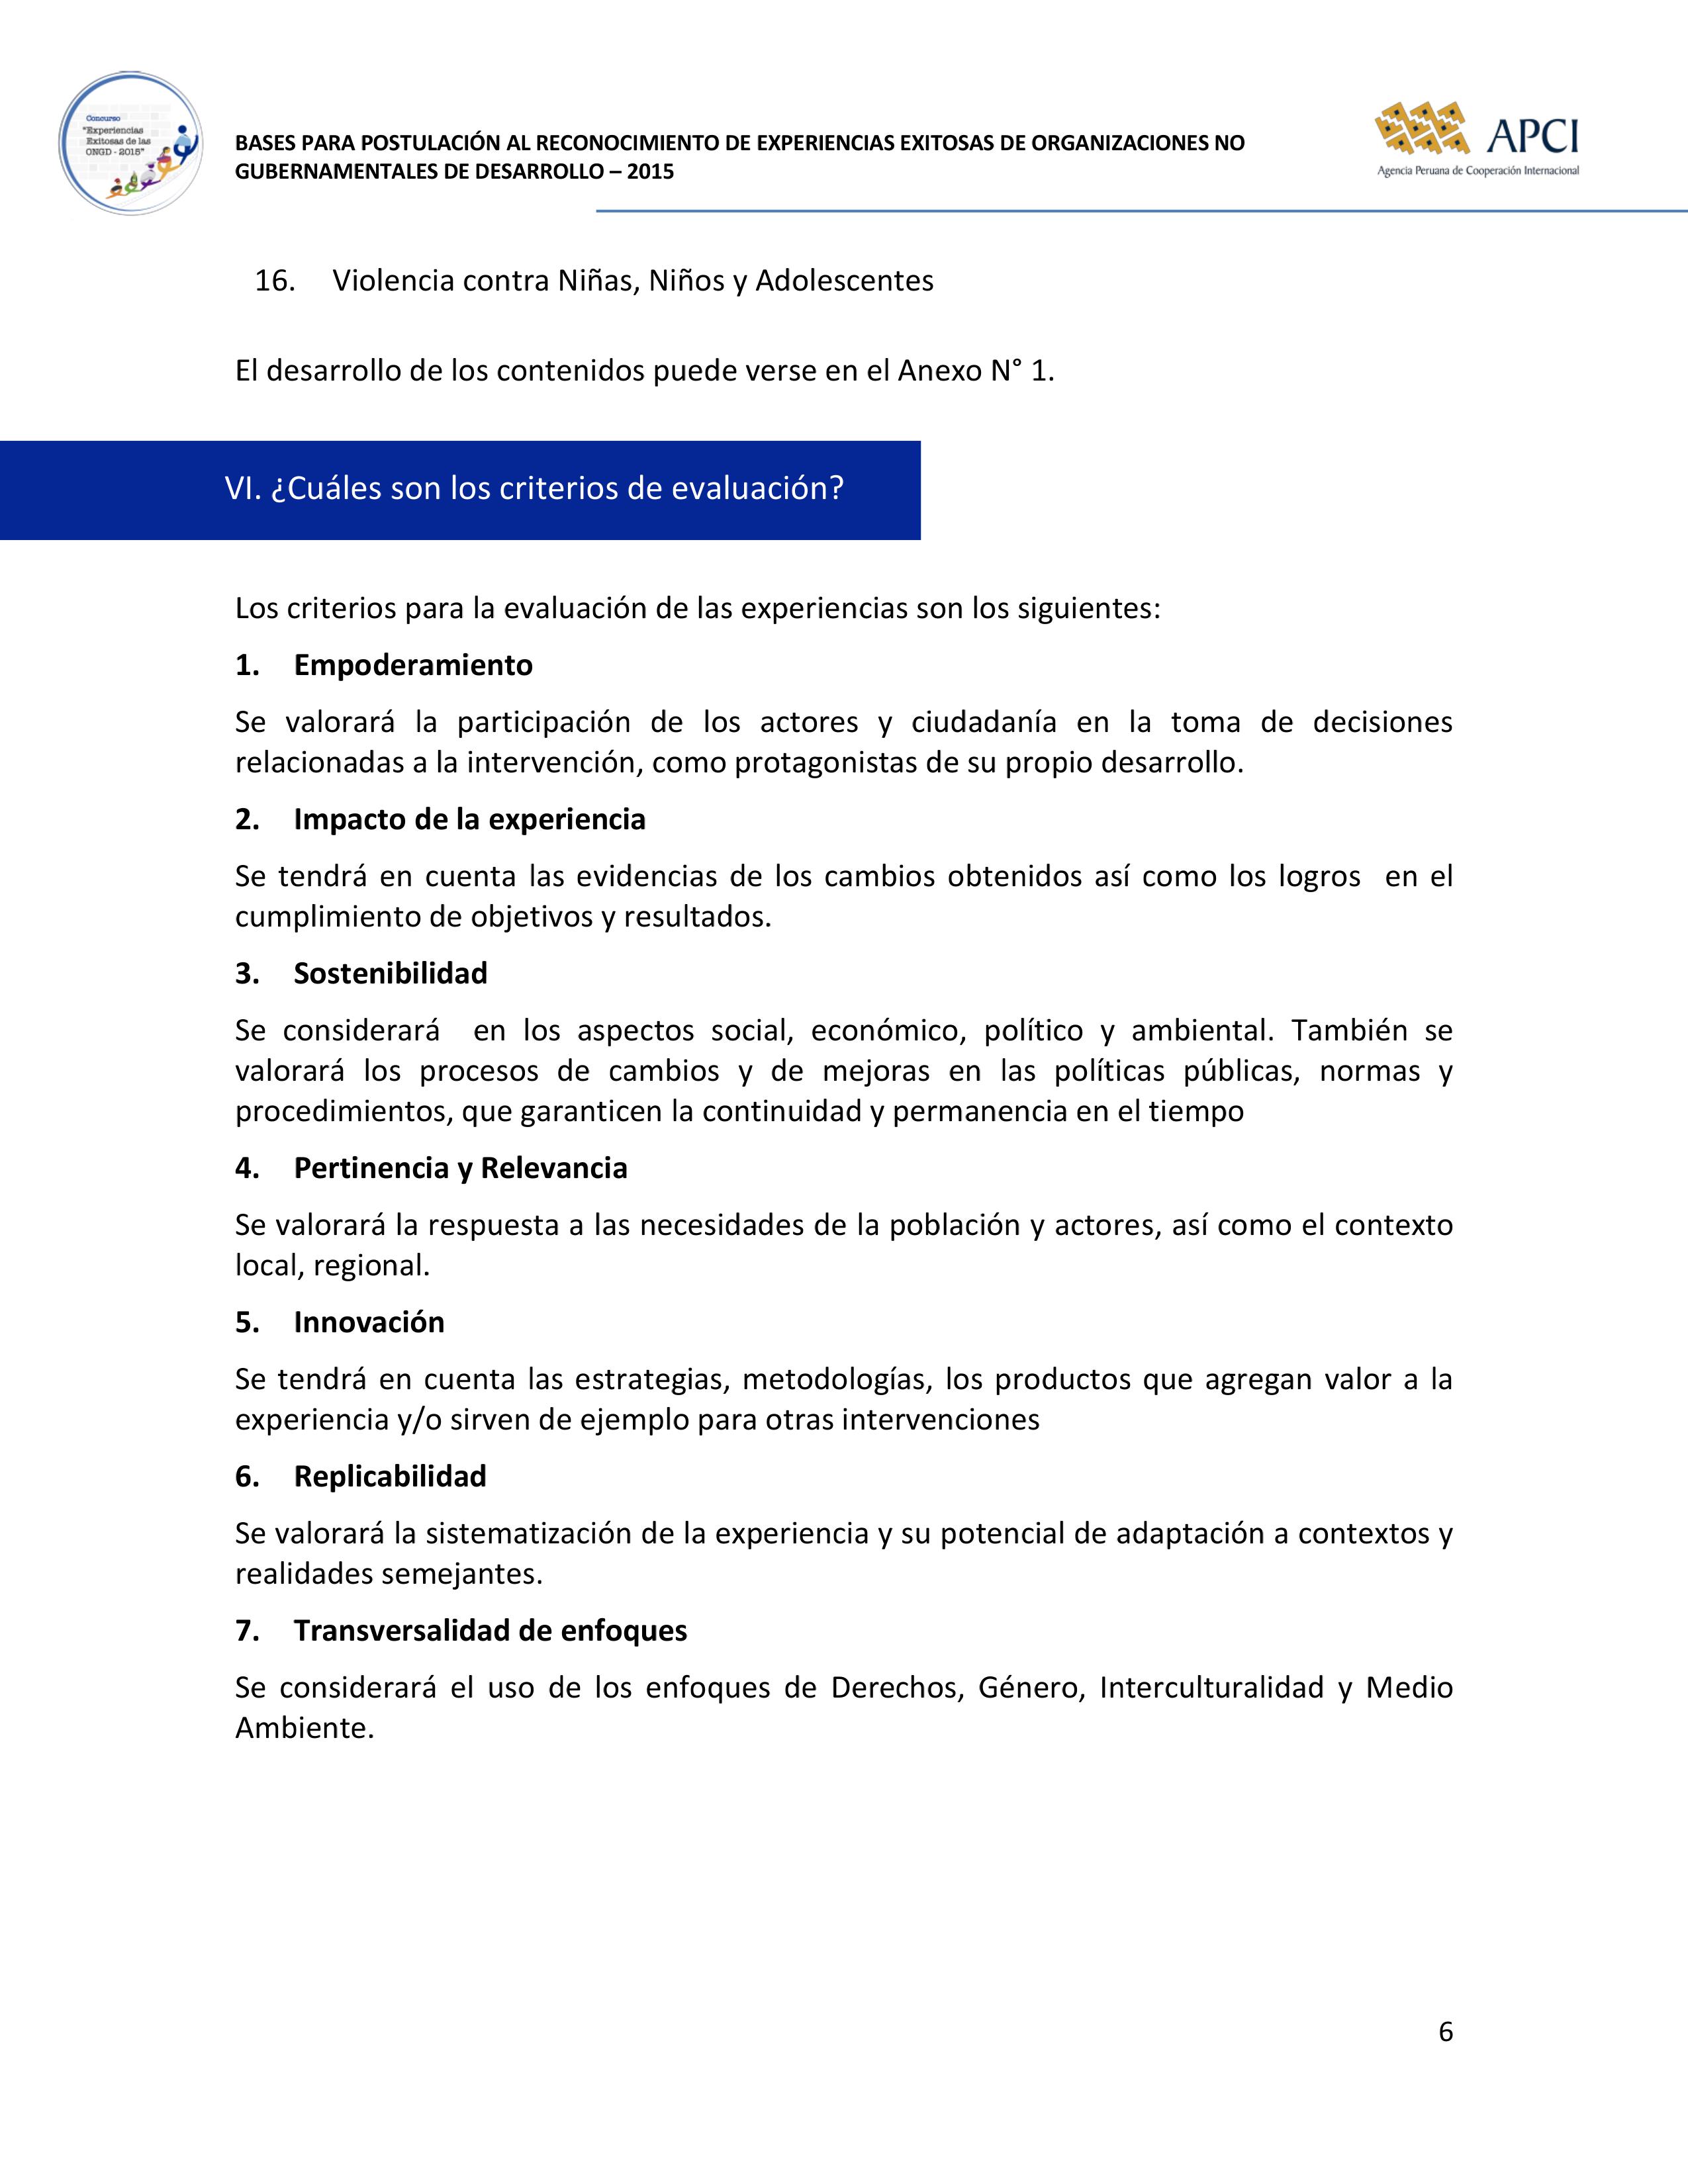 Concurso
"Experiencias
Exitosas de las
ONGD - 2015"
BASES PARA POSTULACIÓN AL RECONOCIMIENTO DE EXPERIENCIAS EXITOSAS DE ORGANIZACIONES NO
GUBERNAMENTALES DE DESARROLLO – 2015
APCI
Agencia Peruana de Cooperación Internacional
16. Violencia contra Niñas, Niños y Adolescentes
El desarrollo de los contenidos puede verse en el Anexo N° 1.
VI. ¿Cuáles son los criterios de evaluación?
Los criterios para la evaluación de las experiencias son los siguientes:
1. Empoderamiento
Se valorará la participación de los actores y ciudadanía en la toma de decisiones
relacionadas a la intervención, como protagonistas de su propio desarrollo.
2. Impacto de la experiencia
Se tendrá en cuenta las evidencias de los cambios obtenidos así como los logros en el
cumplimiento de objetivos y resultados.
3. Sostenibilidad
Se considerará en los aspectos social, económico, político y ambiental. También se
valorará los procesos de cambios y de mejoras en las políticas públicas, normas y
procedimientos, que garanticen la continuidad y permanencia en el tiempo
4. Pertinencia y Relevancia
Se valorará la respuesta a las necesidades de la población y actores, así como el contexto
local, regional.
5. Innovación
Se tendrá en cuenta las estrategias, metodologías, los productos que agregan valor a la
experiencia y/o sirven de ejemplo para otras intervenciones
6. Replicabilidad
Se valorará la sistematización de la experiencia y su potencial de adaptación a contextos y
realidades semejantes.
7. Transversalidad de enfoques
Se considerará el uso de los enfoques de Derechos, Género, Interculturalidad y Medio
Ambiente.
6